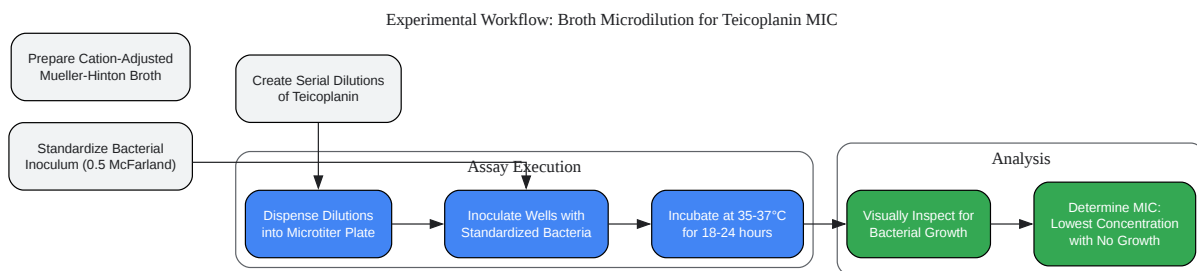 Experimental Workflow: Broth Microdilution for Teicoplanin MIC
Prepare Cation-Adjusted
Mueller-Hinton Broth
Create Serial Dilutions
of Teicoplanin
Standardize Bacterial
Inoculum (0.5 McFarland)
Assay Execution
Dispense Dilutions
into Microtiter Plate
Inoculate Wells with
Standardized Bacteria
Incubate at 35-37°C
for 18-24 hours
Analysis
Visually Inspect for
Bacterial Growth
Determine MIC:
Lowest Concentration
with No Growth